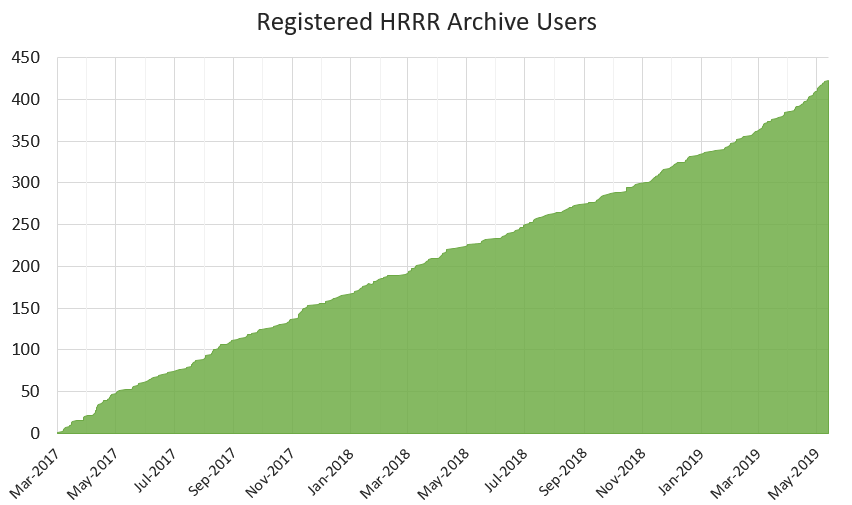 Registered HRRR Archive Users
450
400
350
300
250
200
150
100
50
0
Mar-2017
May-2017
Jul-2017
Sep-2017
Nov-2017
Jan-2018
Mar-2018
May-2018
Jul-2018
Sep-2018
Nov-2018
Jan-2019
Mar-2019
May-2019